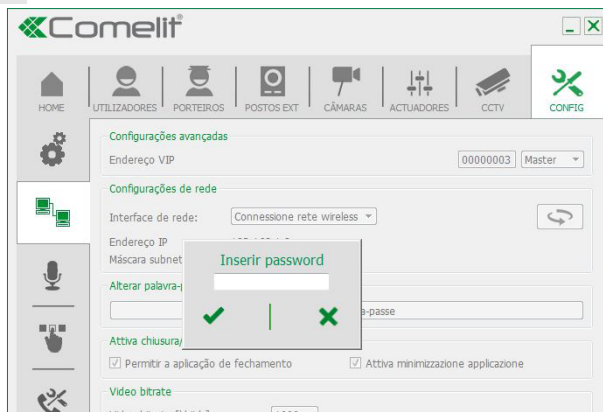 Comelit®
HOME UTILIZADORES PORTEIROS POSTOS EXT CÂMARAS ACTUADORES CCTV CONFIG
Configurações avançadas
Endereço VIP 00000003 Master
Configurações de rede
Interface de rede: Connessione rete wireless
Endereço IP
Máscara subnet
Inserir password
Alterar palavra-
-passe
Attiva chiusura/
Permitir a aplicação de fechamento Attiva minimizzazione applicazione
Video bitrate